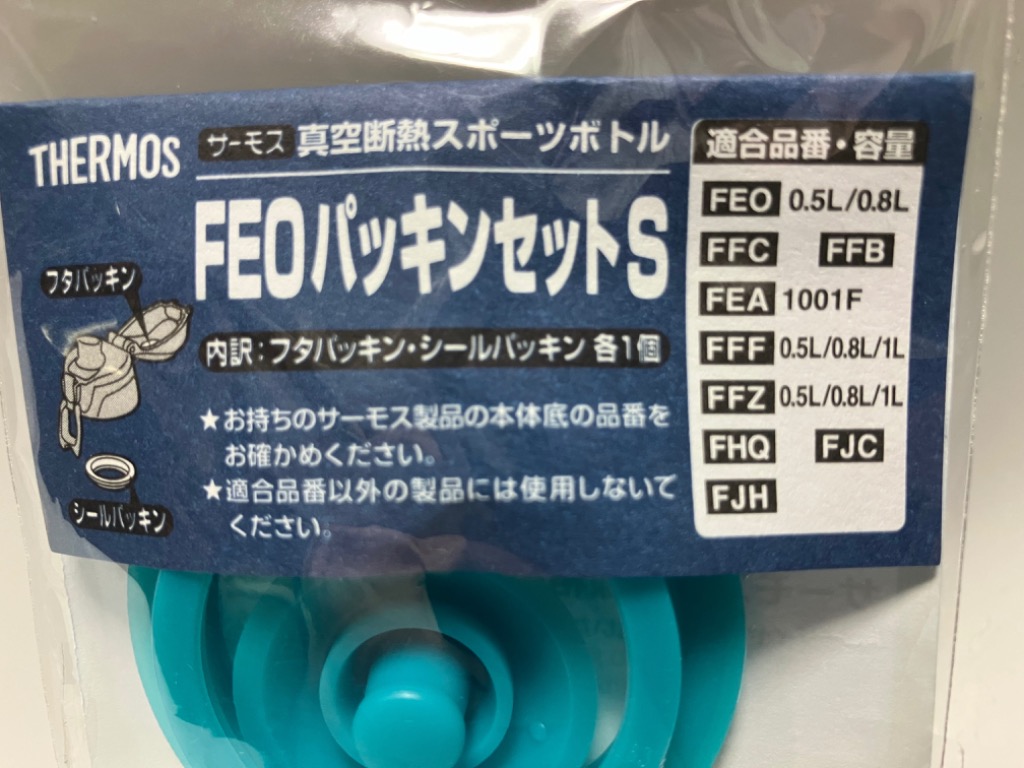 THERMOS
サーモス 真空断熱スポーツボトル
FEOパッキンセットS
フタパッキン
内訳:フタパッキン・シールパッキン 各1個
★お持ちのサーモス製品の本体底の品番を
お確かめください。
★適合品番以外の製品には使用しないで
ください。
シールパッキン
適合品番・容量
FEO 0.5L/0.8L
FFC FFB
FEA 1001F
FFF 0.5L/0.8L/1L
FFZ 0.5L/0.8L/1L
FHQ FJC
FJH